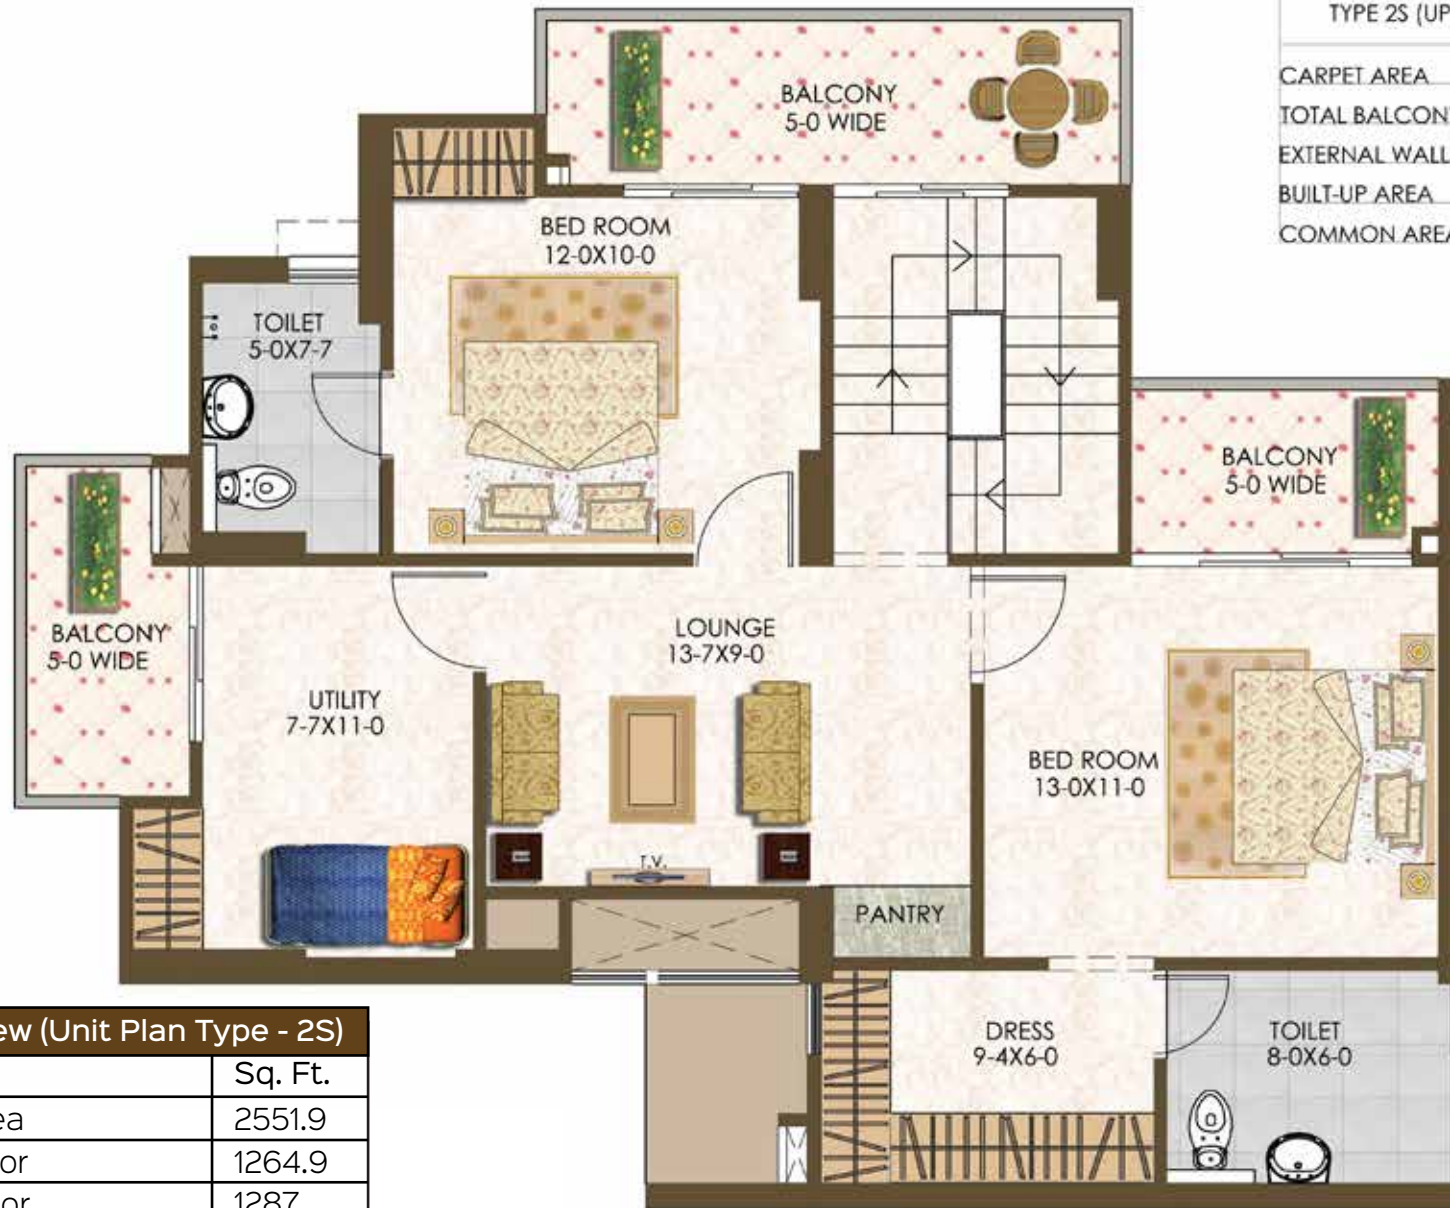 TYPE 2S (UP
CARPET AREA
TOTAL BALCON
EXTERNAL WALL
BUILT-UP AREA
COMMON AREA
BALCONY
5-0 WIDE
BED ROOM
12-0X10-0
TOILET
5-0X7-7
BALCONY
5-0 WIDE
BALCONY
5-0 WIDE
LOUNGE
13-7X9-0
UTILITY
7-7X11-0
BED ROOM
13-0X11-0
T.V.
PANTRY
DRESS
9-4X6-0
TOILET
8-0X6-0
ew (Unit Plan Type - 2S)
Sq. Ft.
ea 2551.9
or 1264.9
or 1287